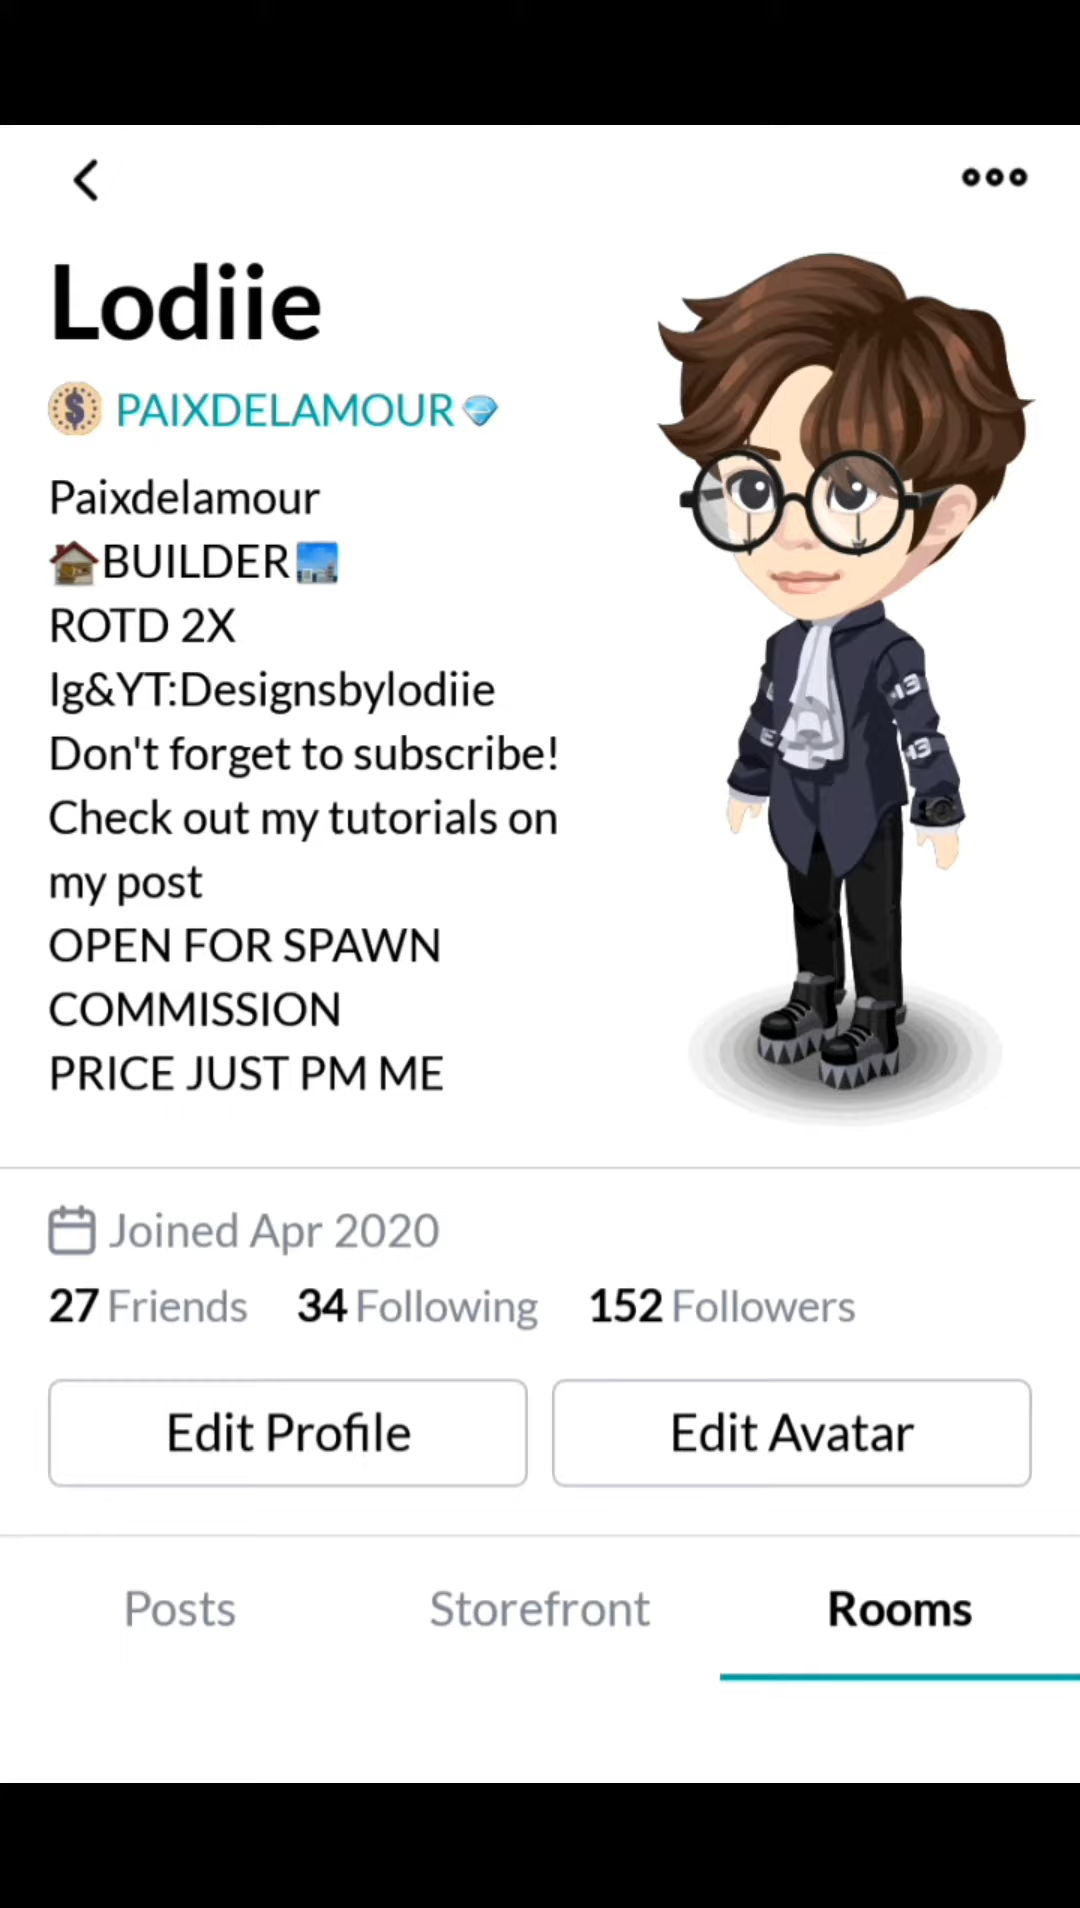 Lodiie
PAIXDELAMOUR💎
Paixdelamour
🏠BUILDER🏙
ROTD 2X
Ig&YT:Designsbylodiie
Don't forget to subscribe!
Check out my tutorials on
my post
OPEN FOR SPAWN
COMMISSION
PRICE JUST PM ME
Joined Apr 2020
27 Friends 34 Following 152 Followers
Edit Profile Edit Avatar
Posts Storefront Rooms